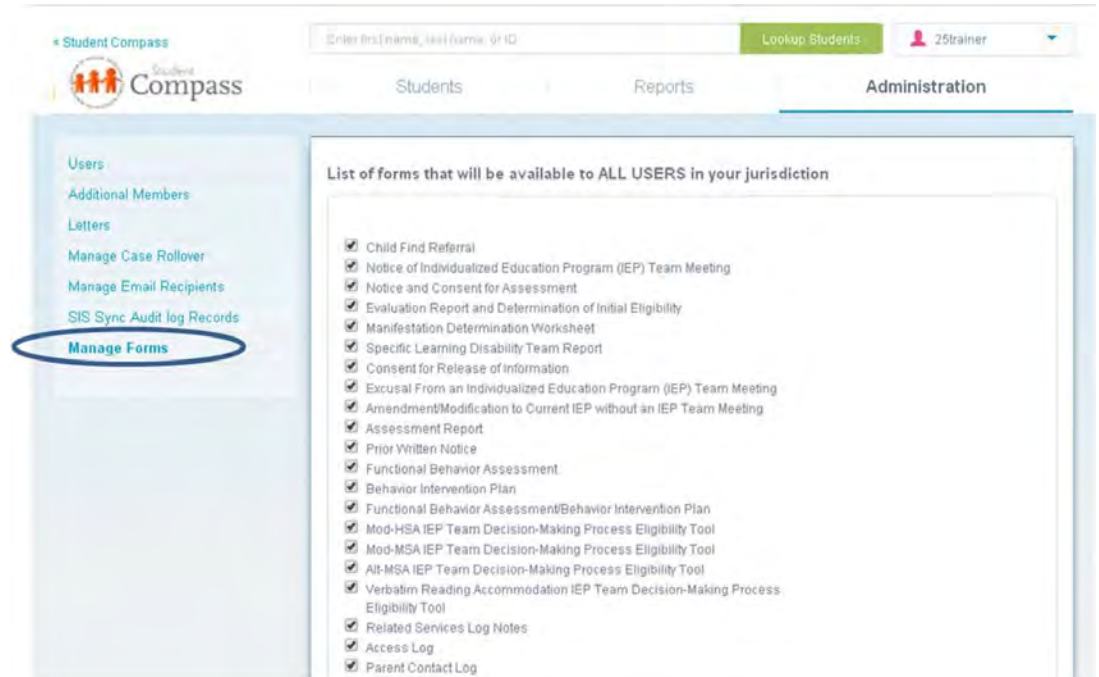 « Student Compass
Enter first name, last name, or ID
Lookup Students
25trainer
Student
Compass
Students
Reports
Administration
Users
Additional Members
Letters
Manage Case Rollover
Manage Email Recipients
SIS Sync Audit log Records
Manage Forms
List of forms that will be available to ALL USERS in your jurisdiction
Child Find Referral
Notice of Individualized Education Program (IEP) Team Meeting
Notice and Consent for Assessment
Evaluation Report and Determination of Initial Eligibility
Manifestation Determination Worksheet
Specific Learning Disability Team Report
Consent for Release of Information
Excusal From an Individualized Education Program (IEP) Team Meeting
Amendment/Modification to Current IEP without an IEP Team Meeting
Assessment Report
Prior Written Notice
Functional Behavior Assessment
Behavior Intervention Plan
Functional Behavior Assessment/Behavior Intervention Plan
Mod-HSA IEP Team Decision-Making Process Eligibility Tool
Mod-MSA IEP Team Decision-Making Process Eligibility Tool
Alt-MSA IEP Team Decision-Making Process Eligibility Tool
Verbatim Reading Accommodation IEP Team Decision-Making Process
Eligibility Tool
Related Services Log Notes
Access Log
Parent Contact Log